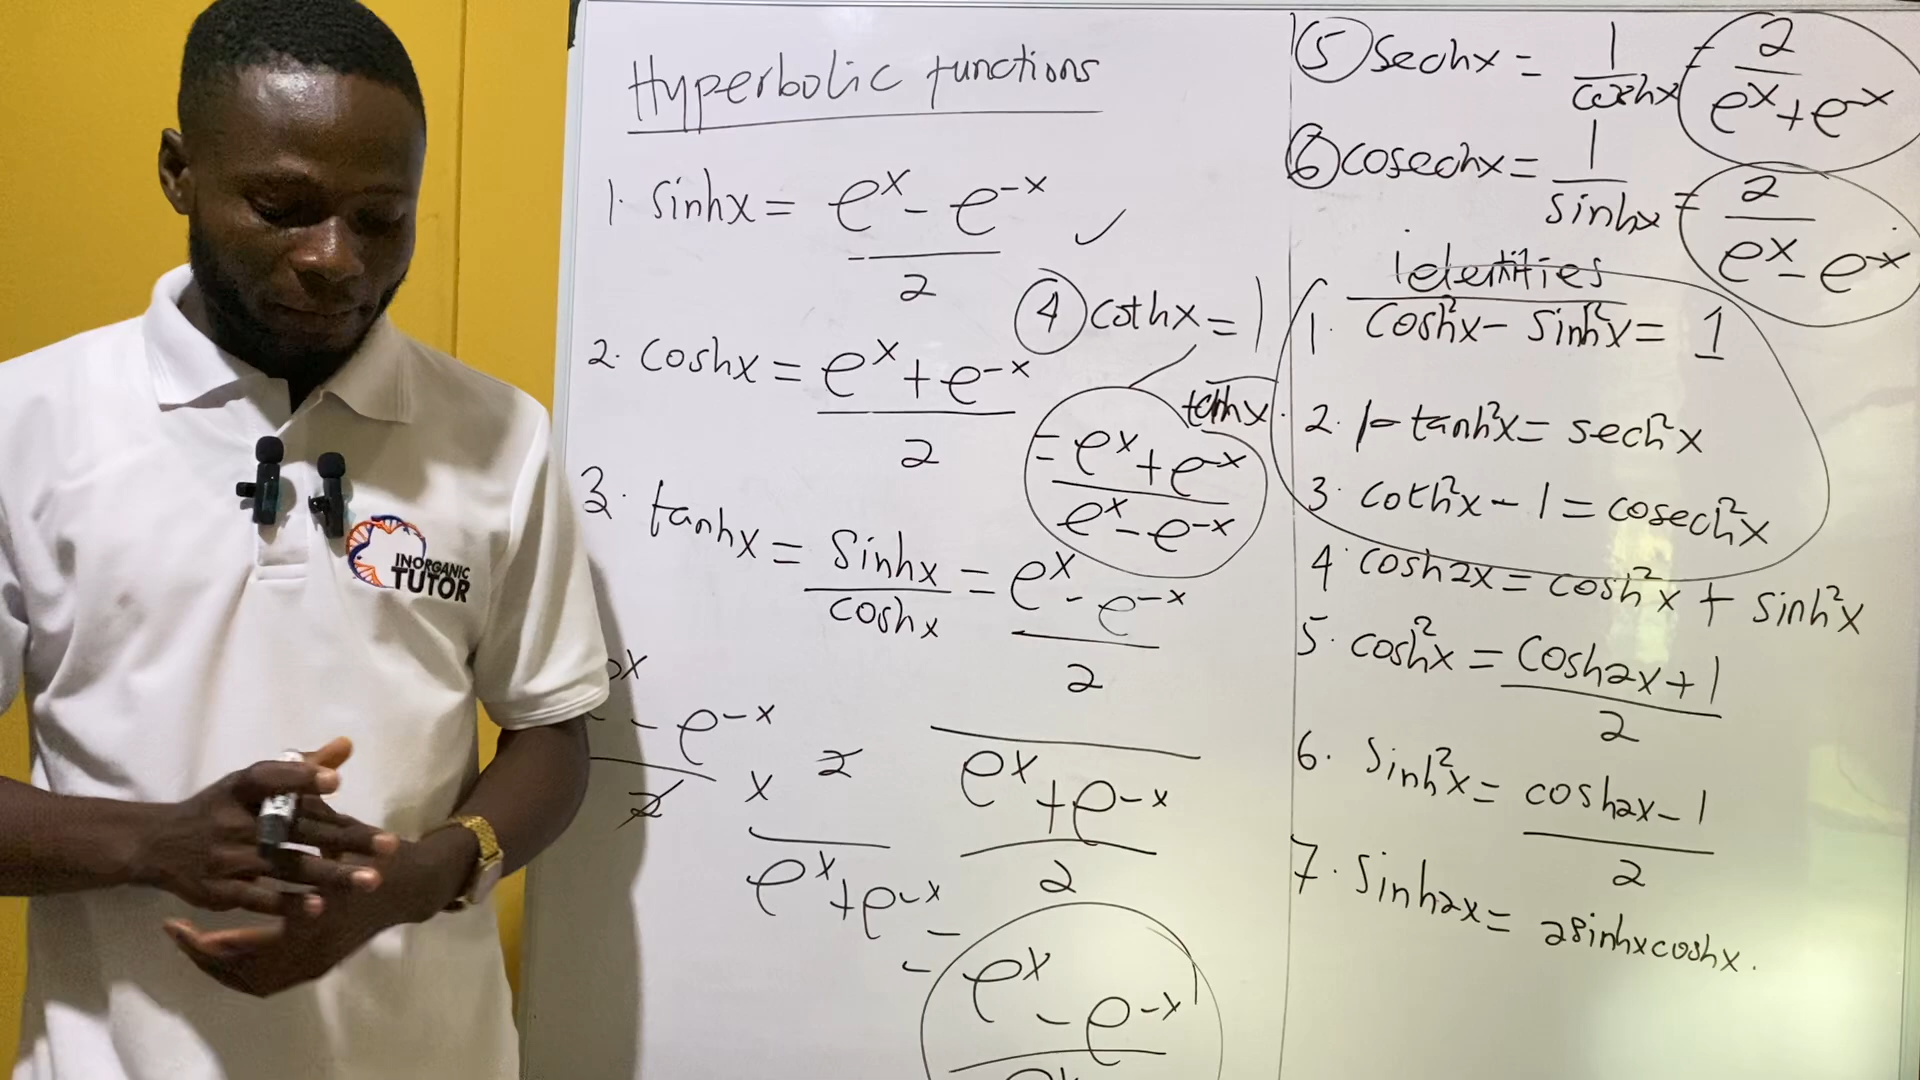 Hyperbolic functions
1. sinhx = e^x - e^-x / 2 ✓
2. coshx = e^x + e^-x / 2
3. tanhx = sinhx / coshx = e^x - e^-x / 2
e^x + e^-x / 2
- e^-x / 2 x 2 / e^x + e^-x
= e^x - e^-x
④ cothx = 1 / tanhx
= e^x + e^-x / e^x - e^-x
⑤ sechx = 1 / coshx = 2 / e^x + e^-x
⑥ cosechx = 1 / sinhx = 2 / e^x - e^-x
identities
1. cosh²x - sinh²x = 1
2. 1 - tanh²x = sech²x
3. coth²x - 1 = cosech²x
4. cosh2x = cosh²x + sinh²x
5. cosh²x = cosh2x + 1 / 2
6. sinh²x = cosh2x - 1 / 2
7. sinh2x = 2sinhxcoshx.
INORGANIC
TUTOR